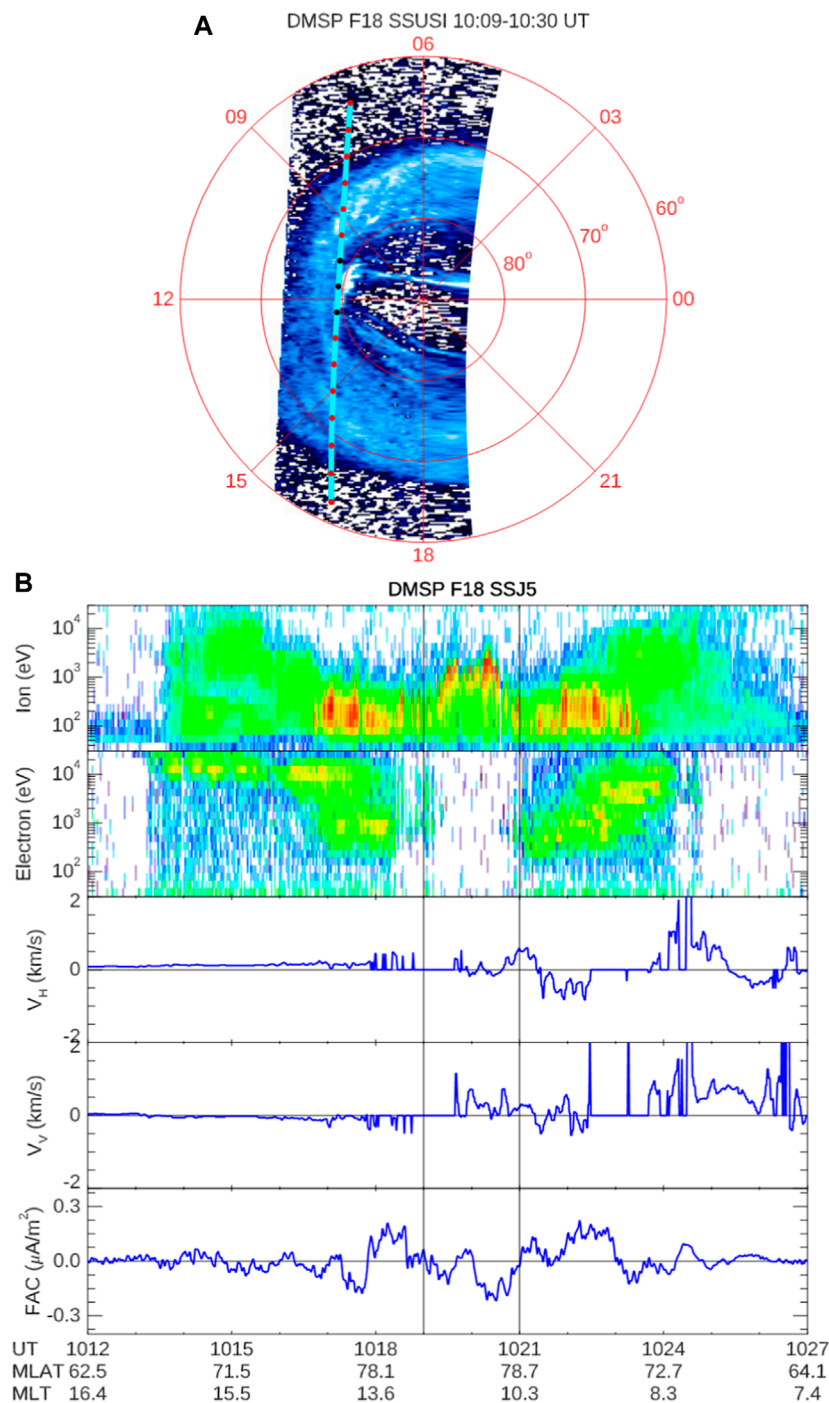 A
DMSP F18 SSUSI 10:09-10:30 UT
06
09
03
60°
70°
80°
12
00
15
21
18
B
DMSP F18 SSJ5
Ion (eV)
10⁴
10³
10²
Electron (eV)
10⁴
10³
10²
2
V_H (km/s)
2
0
-2
V_V (km/s)
2
0
-2
FAC (μA/m²)
0.3
0.0
-0.3
UT 1012 1015 1018 1021 1024 1027
MLAT 62.5 71.5 78.1 78.7 72.7 64.1
MLT 16.4 15.5 13.6 10.3 8.3 7.4